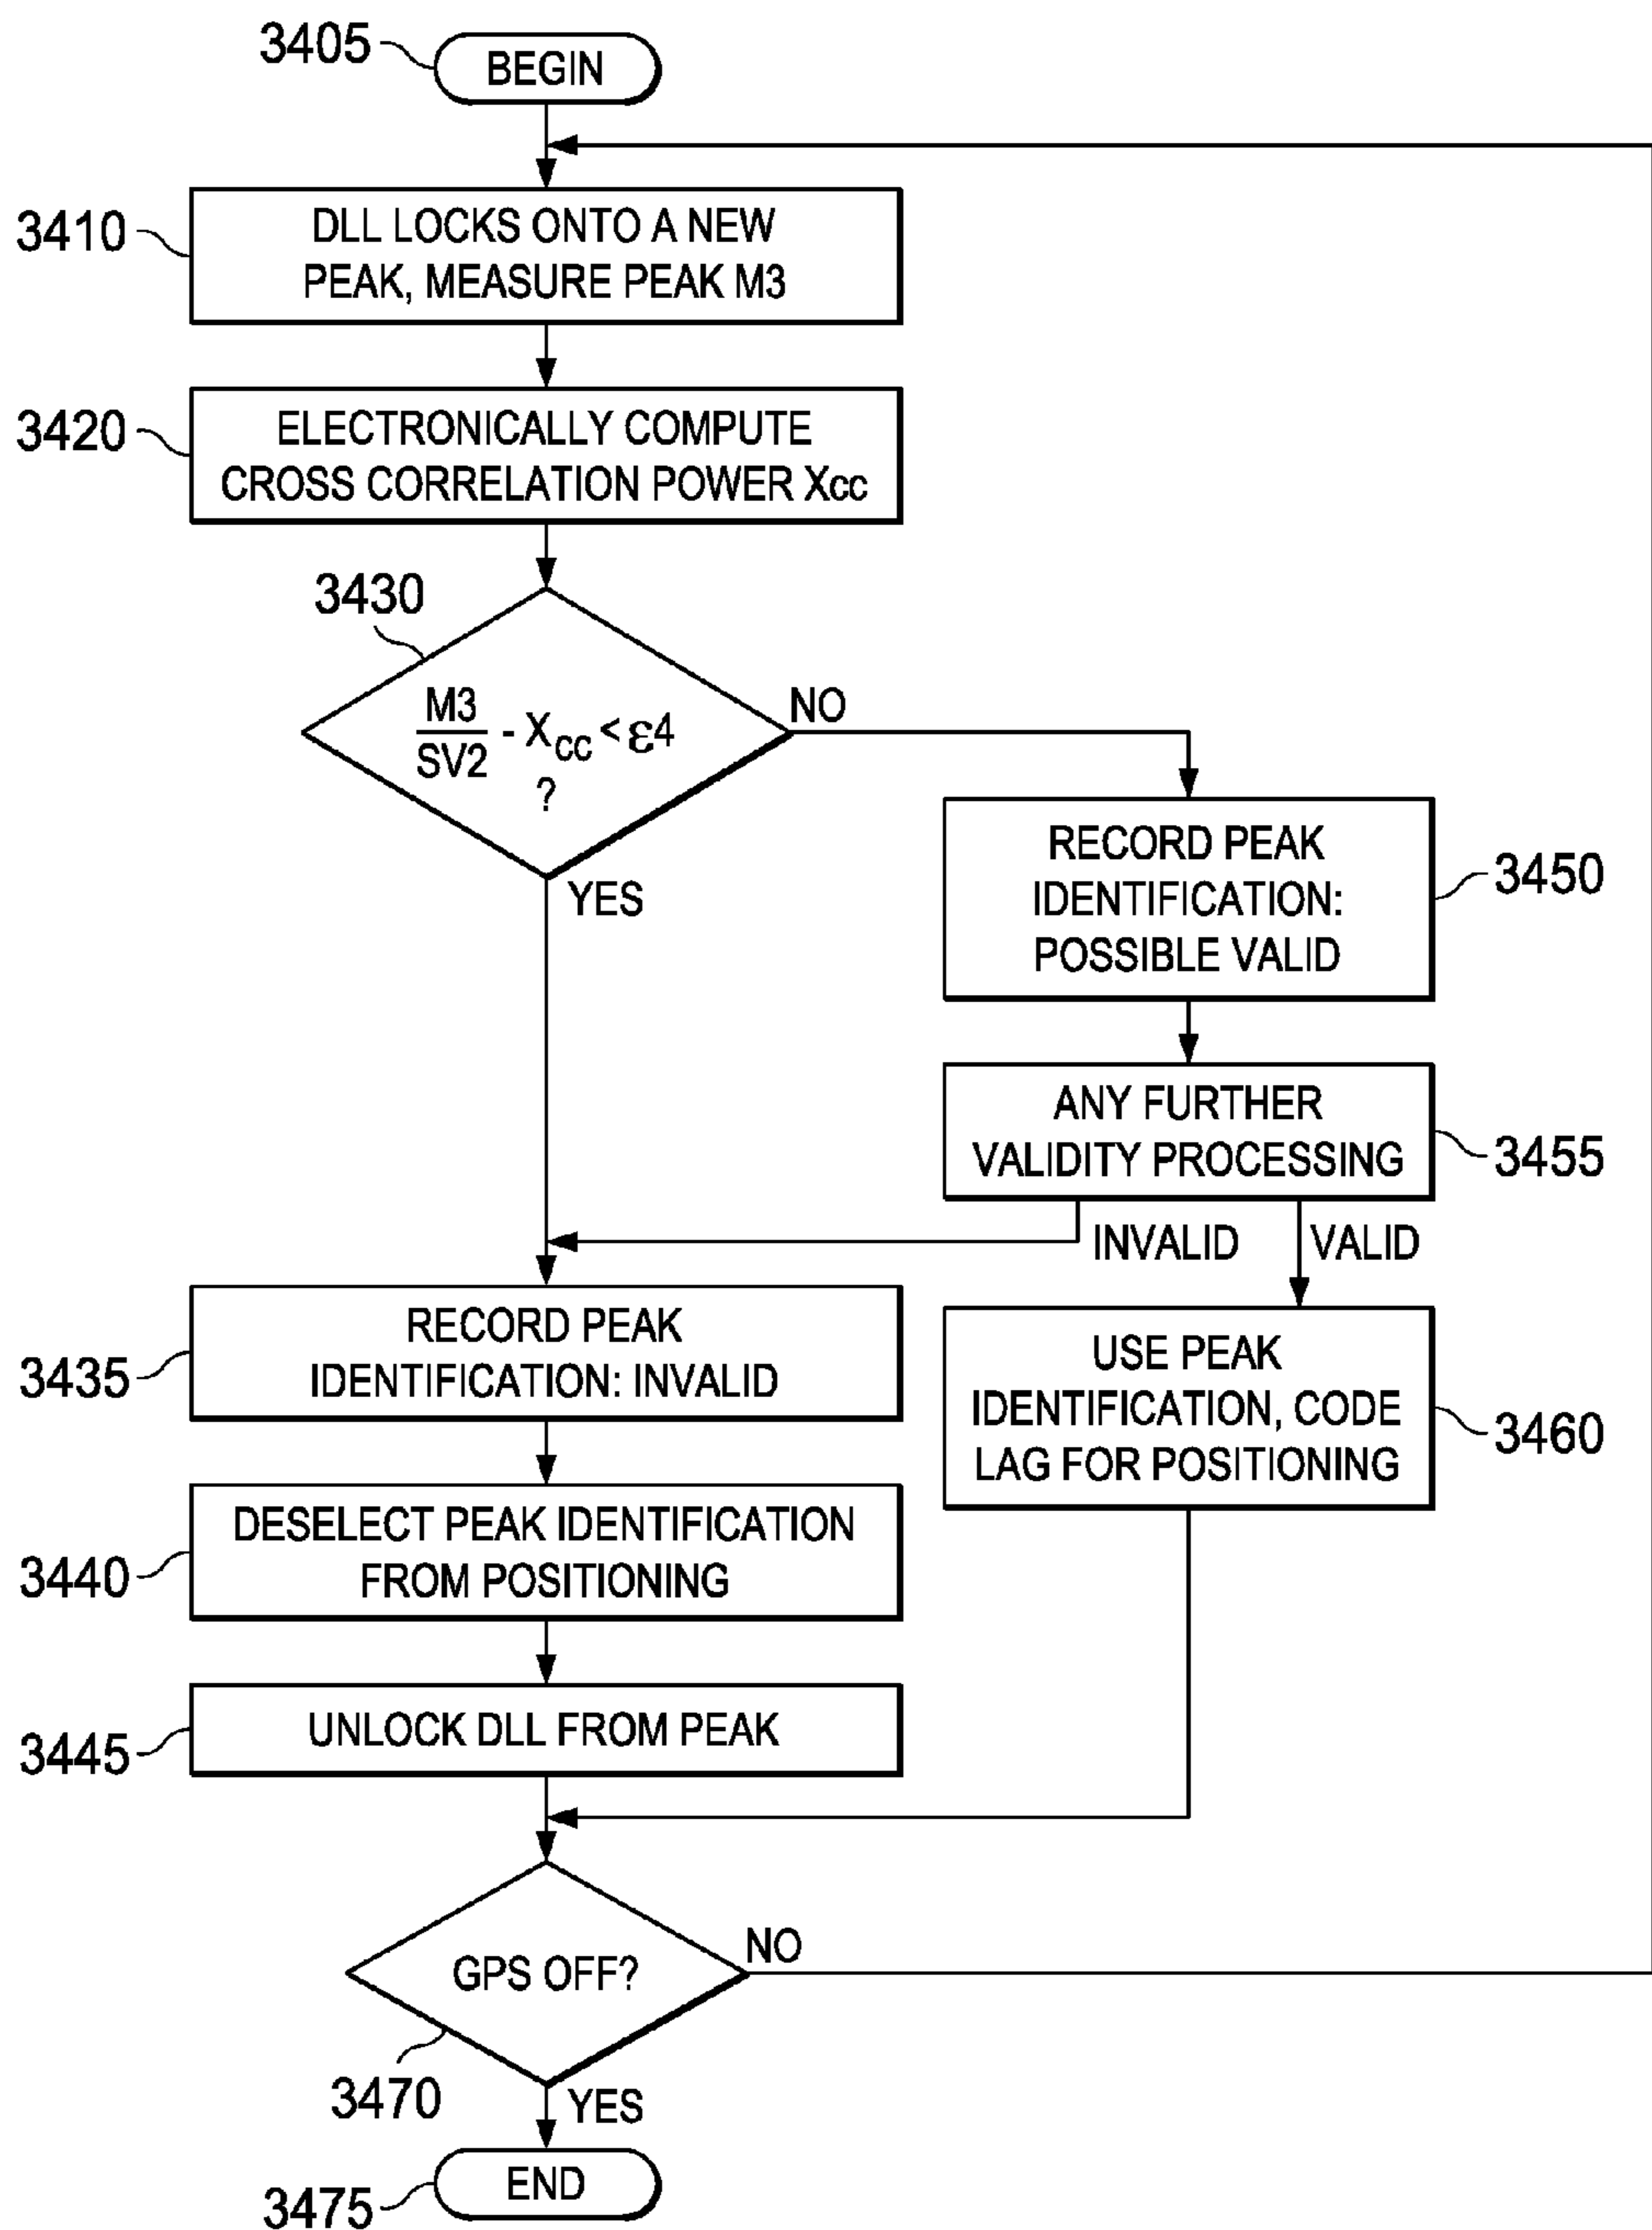 3405
BEGIN
3410
DLL LOCKS ONTO A NEW
PEAK, MEASURE PEAK M3
3420
ELECTRONICALLY COMPUTE
CROSS CORRELATION POWER Xcc
3430
M3
SV2
- XCC < ε4
?
NO
YES
RECORD PEAK
IDENTIFICATION:
POSSIBLE VALID
3450
ANY FURTHER
VALIDITY PROCESSING
3455
INVALID
VALID
3435
RECORD PEAK
IDENTIFICATION: INVALID
USE PEAK
IDENTIFICATION, CODE
LAG FOR POSITIONING
3460
3440
DESELECT PEAK IDENTIFICATION
FROM POSITIONING
3445
UNLOCK DLL FROM PEAK
GPS OFF?
NO
3470
YES
END
3475